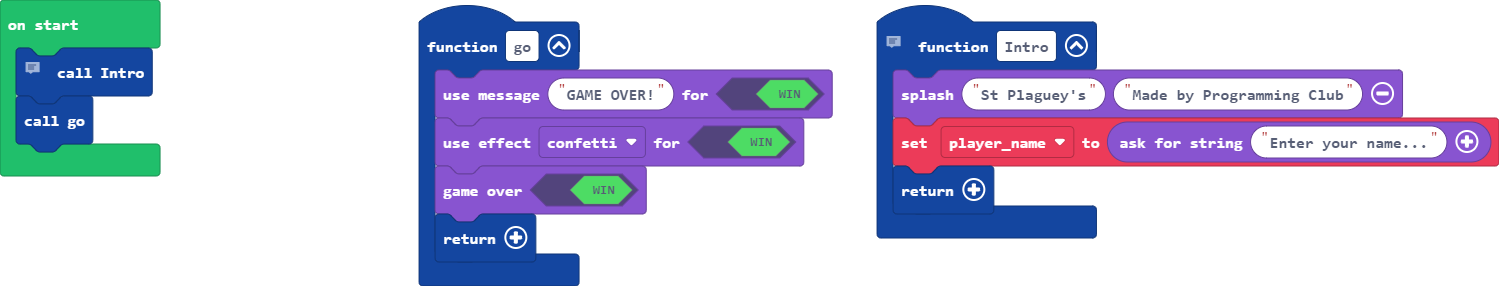 on start
call Intro
call go
function go
use message "GAME OVER!" for WIN
use effect confetti for WIN
game over WIN
return
function Intro
splash "St Plaguey's" "Made by Programming Club"
set player_name to ask for string "Enter your name..."
return